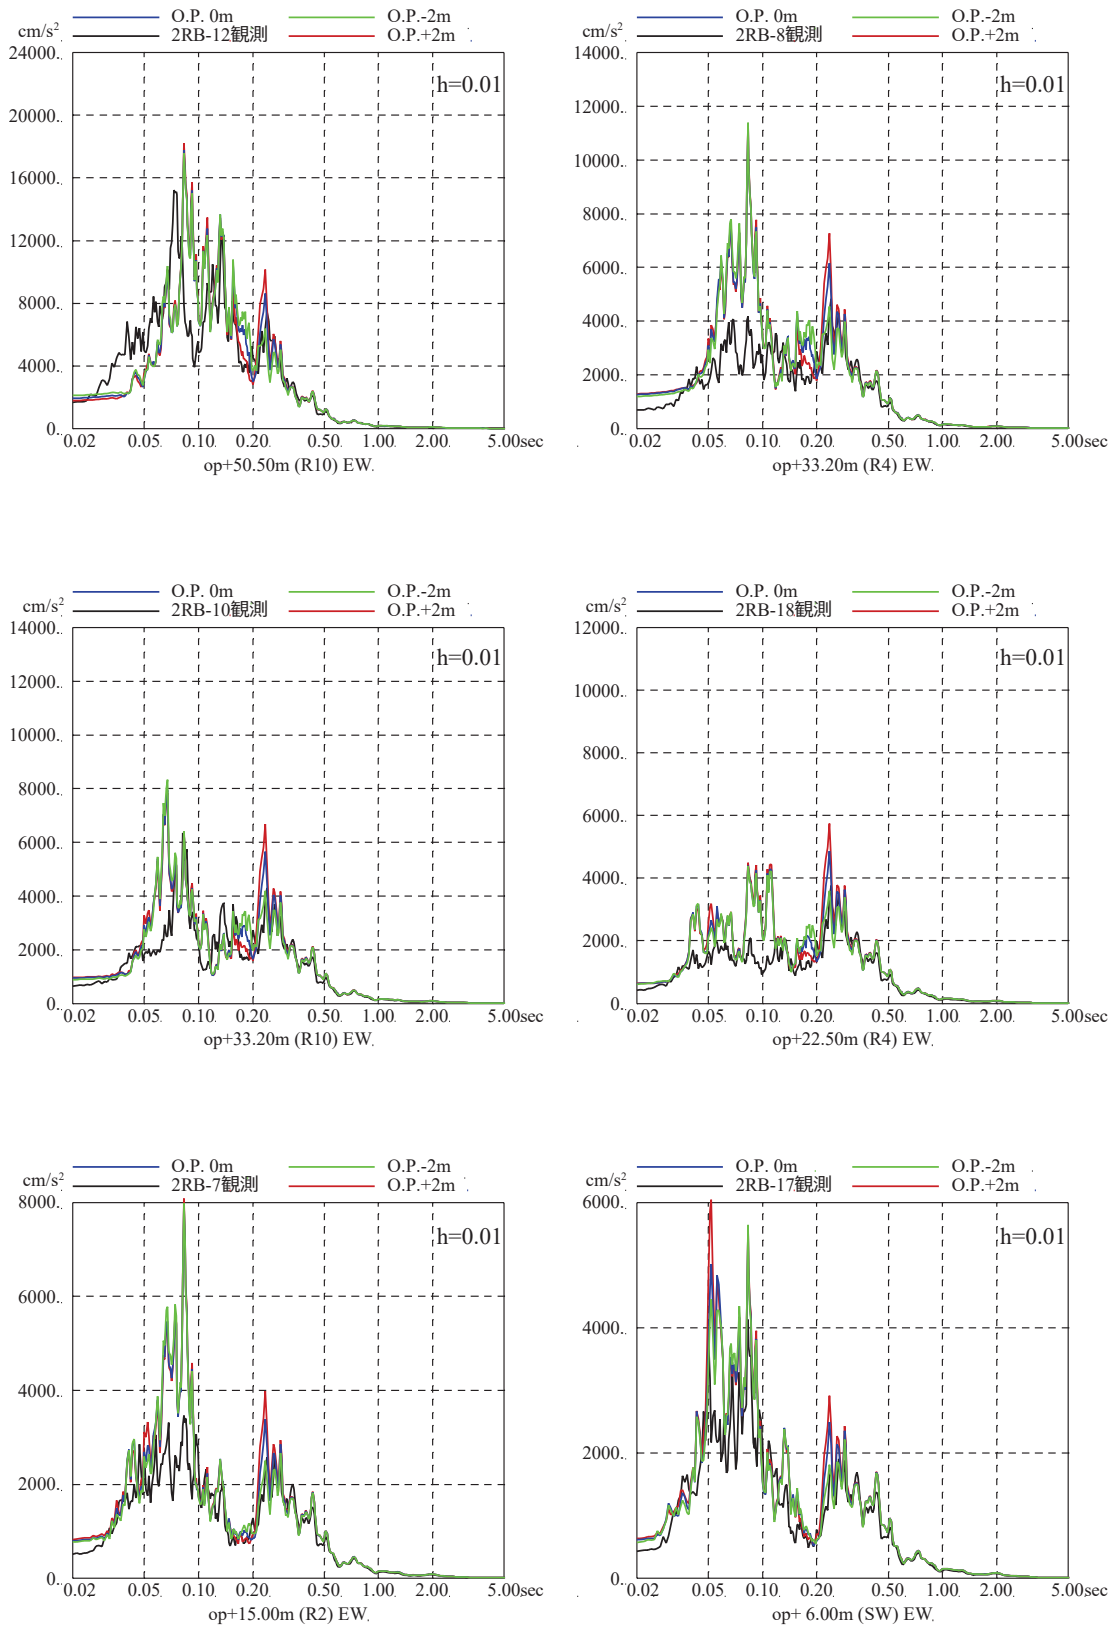 O.P. 0m O.P.-2m
cm/s² 2RB-12観測 O.P.+2m
24000.
h=0.01
20000.
16000.
12000.
8000.
4000.
0.
0.02 0.05 0.10 0.20 0.50 1.00 2.00 5.00sec
op+50.50m (R10) EW.
O.P. 0m O.P.-2m
cm/s² 2RB-8観測 O.P.+2m
14000.
h=0.01
12000.
10000.
8000.
6000.
4000.
2000.
0.
0.02 0.05 0.10 0.20 0.50 1.00 2.00 5.00sec
op+33.20m (R4) EW.
O.P. 0m O.P.-2m
cm/s² 2RB-10観測 O.P.+2m
14000.
h=0.01
12000.
10000.
8000.
6000.
4000.
2000.
0.
0.02 0.05 0.10 0.20 0.50 1.00 2.00 5.00sec
op+33.20m (R10) EW.
O.P. 0m O.P.-2m
cm/s² 2RB-18観測 O.P.+2m
12000.
h=0.01
10000.
8000.
6000.
4000.
2000.
0.
0.02 0.05 0.10 0.20 0.50 1.00 2.00 5.00sec
op+22.50m (R4) EW.
O.P. 0m O.P.-2m
cm/s² 2RB-7観測 O.P.+2m
8000.
h=0.01
6000.
4000.
2000.
0.
0.02 0.05 0.10 0.20 0.50 1.00 2.00 5.00sec
op+15.00m (R2) EW.
O.P. 0m O.P.-2m
cm/s² 2RB-17観測 O.P.+2m
6000.
h=0.01
4000.
2000.
0.
0.02 0.05 0.10 0.20 0.50 1.00 2.00 5.00sec
op+ 6.00m (SW) EW.